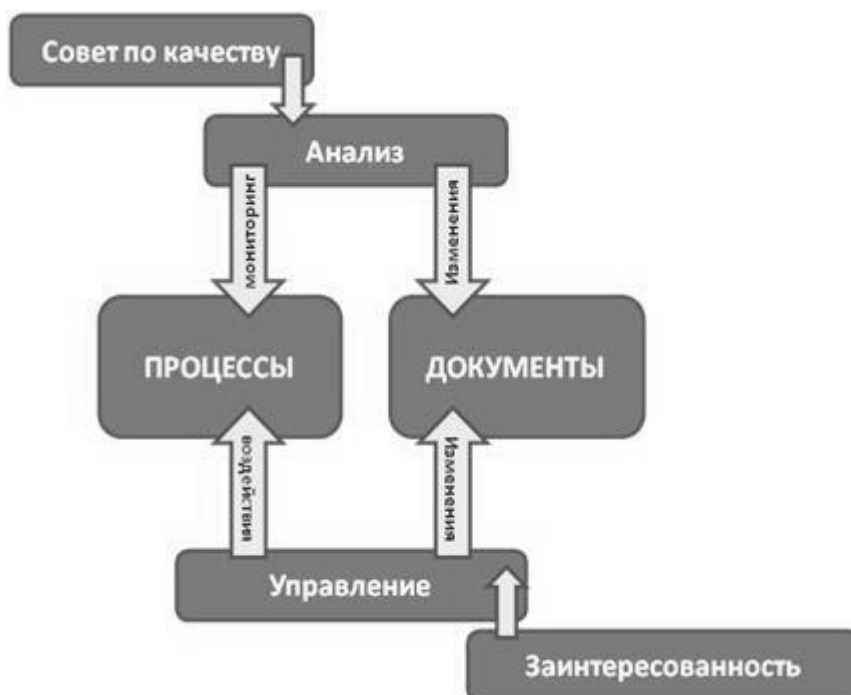 Совет по качеству
Анализ
мониторинг
Изменения
ПРОЦЕССЫ
ДОКУМЕНТЫ
воздействия
Изменения
Управление
Заинтересованность